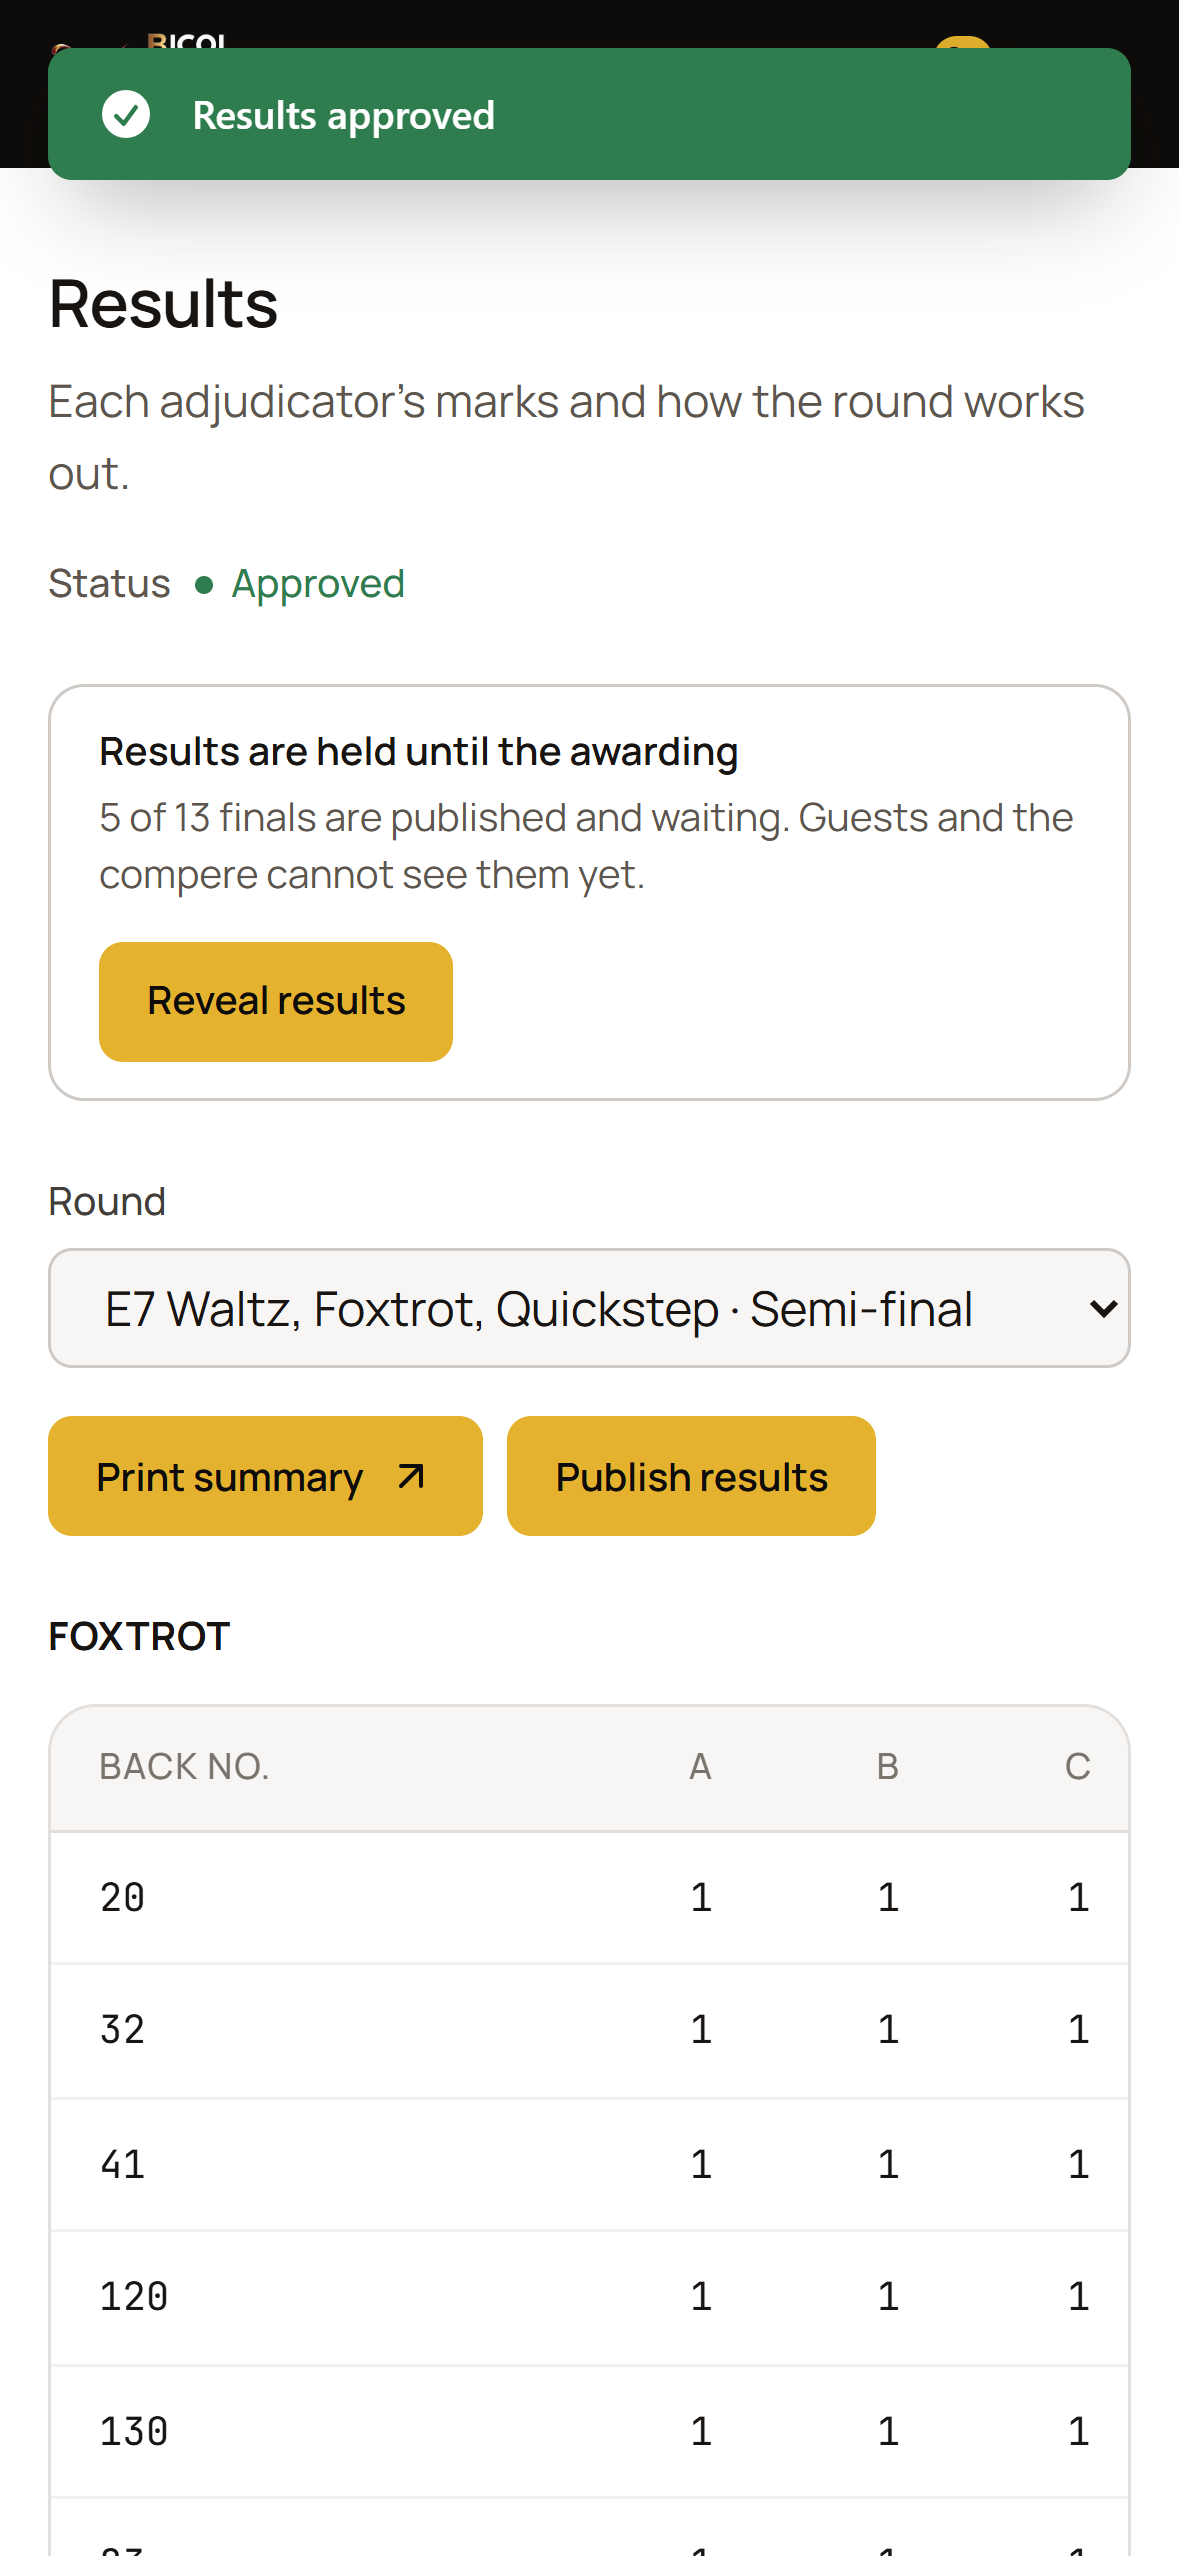 BICOL
Results approved
Results
Each adjudicator’s marks and how the round works
out.
Status • Approved
Results are held until the awarding
5 of 13 finals are published and waiting. Guests and the
compere cannot see them yet.
Reveal results
Round
E7 Waltz, Foxtrot, Quickstep · Semi-final
Print summary
Publish results
FOXTROT
BACK NO. A B C
20 1 1 1
32 1 1 1
41 1 1 1
120 1 1 1
130 1 1 1